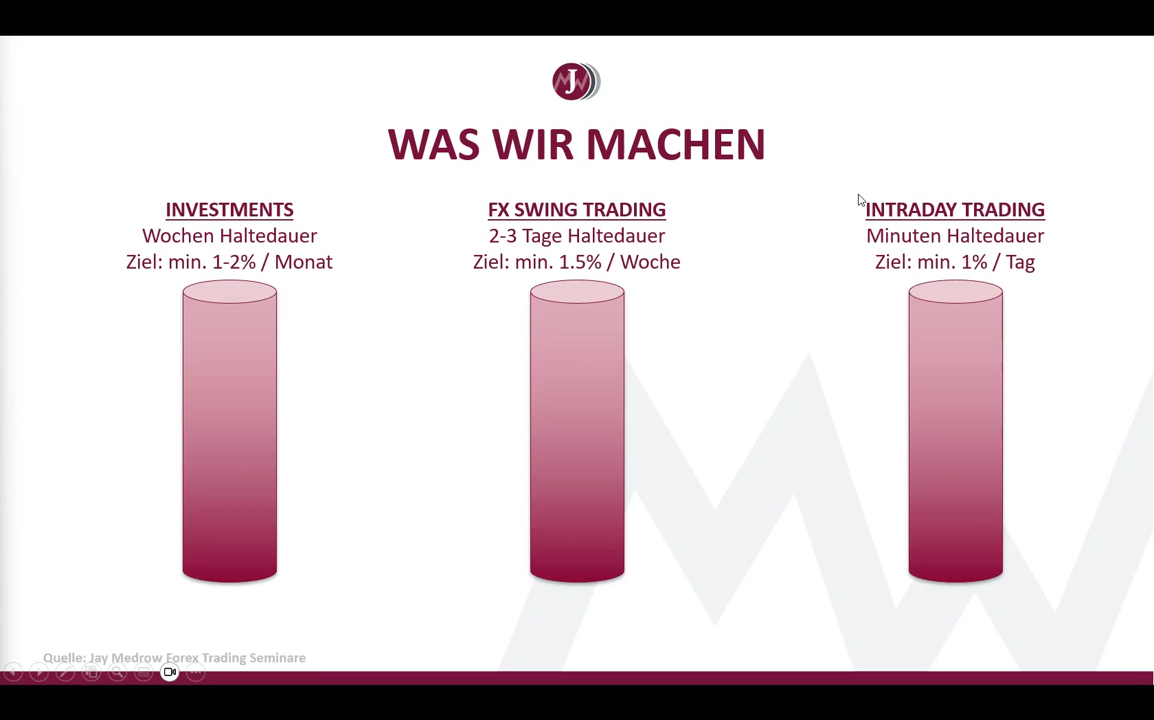 J
WAS WIR MACHEN
INVESTMENTS
Wochen Haltedauer
Ziel: min. 1-2% / Monat
FX SWING TRADING
2-3 Tage Haltedauer
Ziel: min. 1.5% / Woche
INTRADAY TRADING
Minuten Haltedauer
Ziel: min. 1% / Tag
Quelle: Jay Medrow Forex Trading Seminare